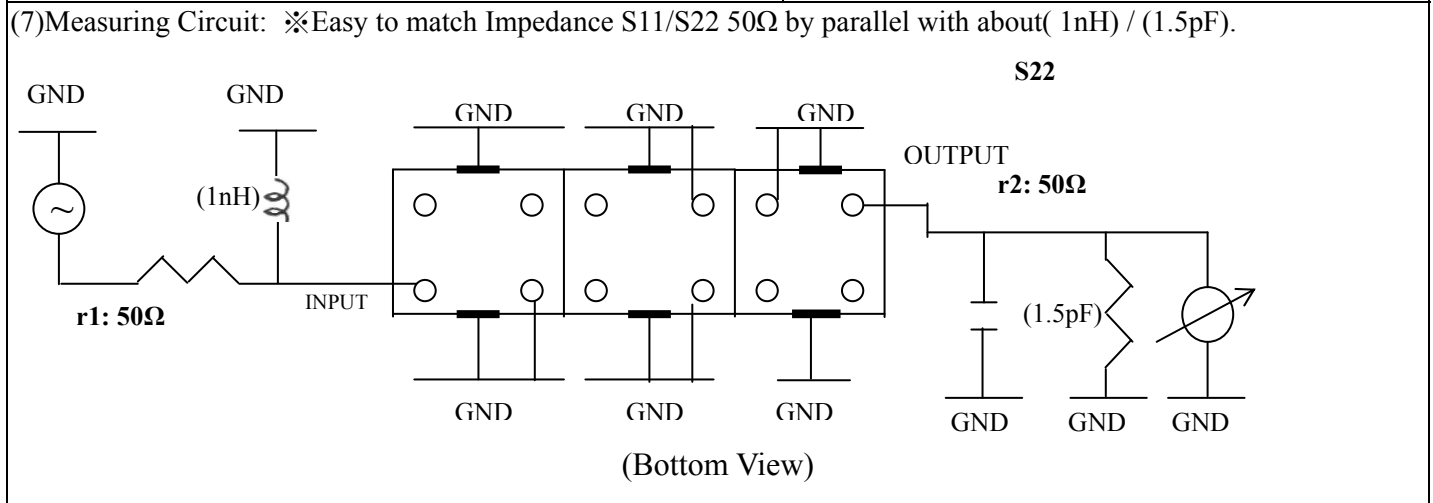 (7)Measuring Circuit: ※Easy to match Impedance S11/S22 50Ω by parallel with about( 1nH) / (1.5pF).
S22
GND GND GND GND GND
OUTPUT
r2: 50Ω
~
(1nH)
INPUT
r1: 50Ω
(1.5pF)
GND GND GND GND GND GND
(Bottom View)